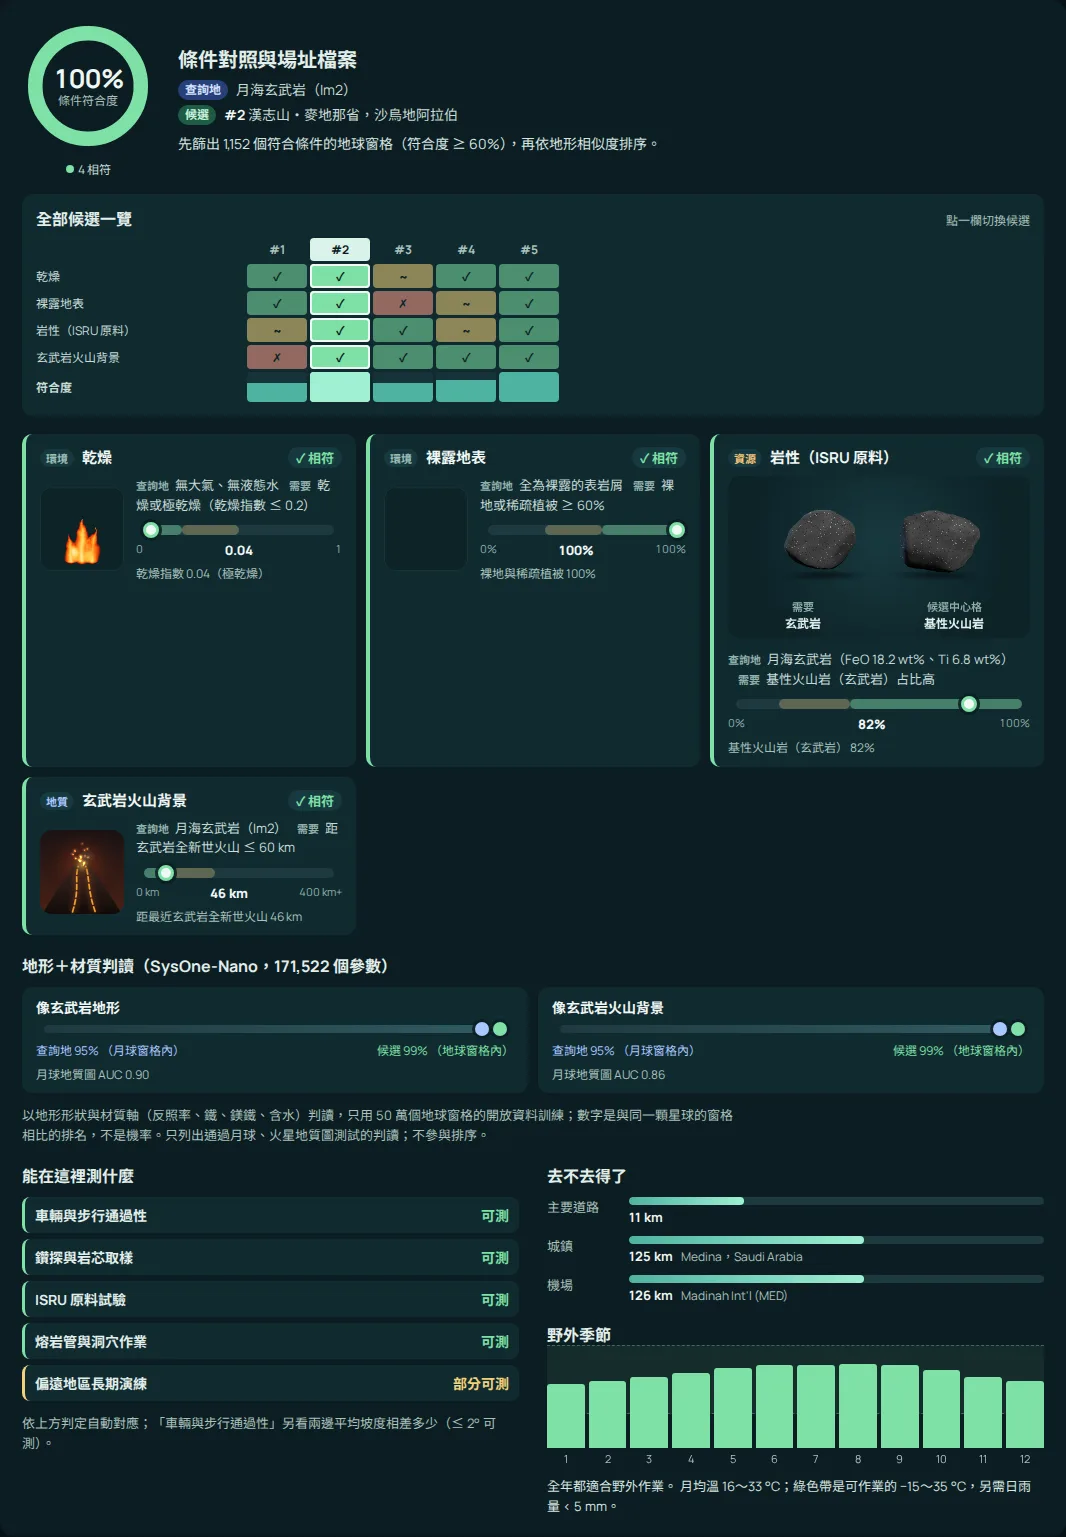 100%
條件符合度
4 相符
條件對照與場址檔案
查詢地 月海玄武岩（Im2）
候選 #2 漢志山・麥地那省，沙烏地阿拉伯
先篩出 1,152 個符合條件的地球窗格（符合度 ≥ 60%），再依地形相似度排序。
全部候選一覽
點一欄切換候選
#1 #2 #3 #4 #5
乾燥 ✓ ✓ ~ ✓ ✓
裸露地表 ✓ ✓ ✗ ~ ✓
岩性（ISRU 原料） ~ ✓ ✓ ~ ✓
玄武岩火山背景 ✗ ✓ ✓ ✓ ✓
符合度
環境 乾燥 ✓ 相符
查詢地 無大氣、無液態水 需要 乾
燥或極乾燥（乾燥指數 ≤ 0.2）
0 0.04 1
乾燥指數 0.04（極乾燥）
環境 裸露地表 ✓ 相符
查詢地 全為裸露的表岩屑 需要 裸
地或稀疏植被 ≥ 60%
0% 100% 100%
裸地與稀疏植被 100%
資源 岩性（ISRU 原料） ✓ 相符
需要 候選中心格
玄武岩 基性火山岩
查詢地 月海玄武岩（FeO 18.2 wt%、Ti 6.8 wt%）
需要 基性火山岩（玄武岩）占比高
0% 82% 100%
基性火山岩（玄武岩） 82%
地質 玄武岩火山背景 ✓ 相符
查詢地 月海玄武岩（Im2） 需要 距
玄武岩全新世火山 ≤ 60 km
0 km 46 km 400 km+
距最近玄武岩全新世火山 46 km
地形＋材質判讀（SysOne-Nano，171,522 個參數）
像玄武岩地形
查詢地 95%（月球窗格內） 候選 99%（地球窗格內）
月球地質圖 AUC 0.90
像玄武岩火山背景
查詢地 95%（月球窗格內） 候選 99%（地球窗格內）
月球地質圖 AUC 0.86
以地形形狀與材質軸（反照率、鐵、鎂鐵、含水）判讀，只用 50 萬個地球窗格的開放資料訓練；數字是與同一顆星球的窗格
相比的排名，不是機率。只列出通過月球、火星地質圖測試的判讀；不參與排序。
能在這裡測什麼
車輛與步行通過性 可測
鑽探與岩芯取樣 可測
ISRU 原料試驗 可測
熔岩管與洞穴作業 可測
偏遠地區長期演練 部分可測
依上方判定自動對應；「車輛與步行通過性」另看兩邊平均坡度相差多少（≤ 2° 可
測）。
去不去得了
主要道路
11 km
城鎮
125 km Medina，Saudi Arabia
機場
126 km Madinah Int'l (MED)
野外季節
1 2 3 4 5 6 7 8 9 10 11 12
全年都適合野外作業。 月均溫 16～33 °C；綠色帶是可作業的 −15～35 °C，另需日雨
量 < 5 mm。